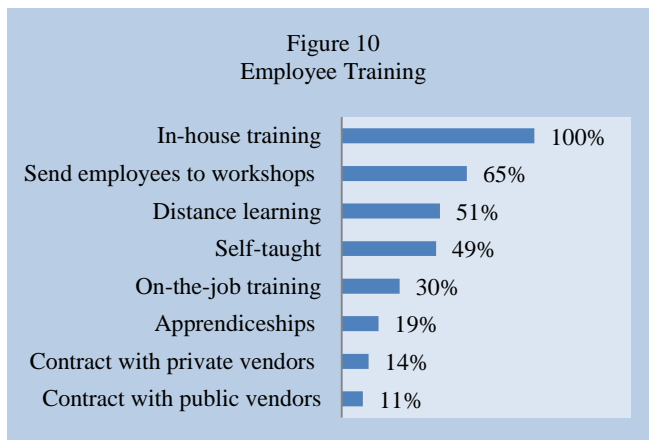 Figure 10
Employee Training
In-house training 100%
Send employees to workshops 65%
Distance learning 51%
Self-taught 49%
On-the-job training 30%
Apprendiceships 19%
Contract with private vendors 14%
Contract with public vendors 11%